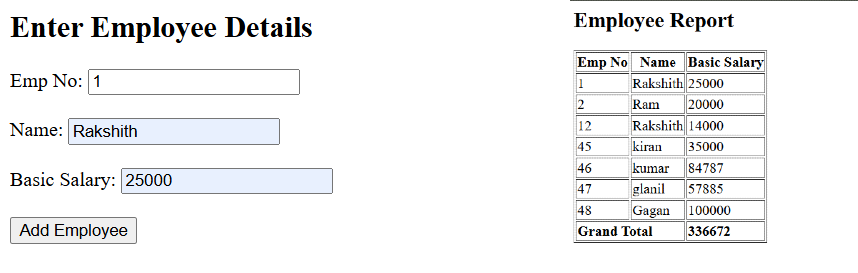 Enter Employee Details
Emp No: 1
Name: Rakshith
Basic Salary: 25000
Add Employee
Employee Report
Emp No Name Basic Salary
1 Rakshith 25000
2 Ram 20000
12 Rakshith 14000
45 kiran 35000
46 kumar 84787
47 glanil 57885
48 Gagan 100000
Grand Total 336672